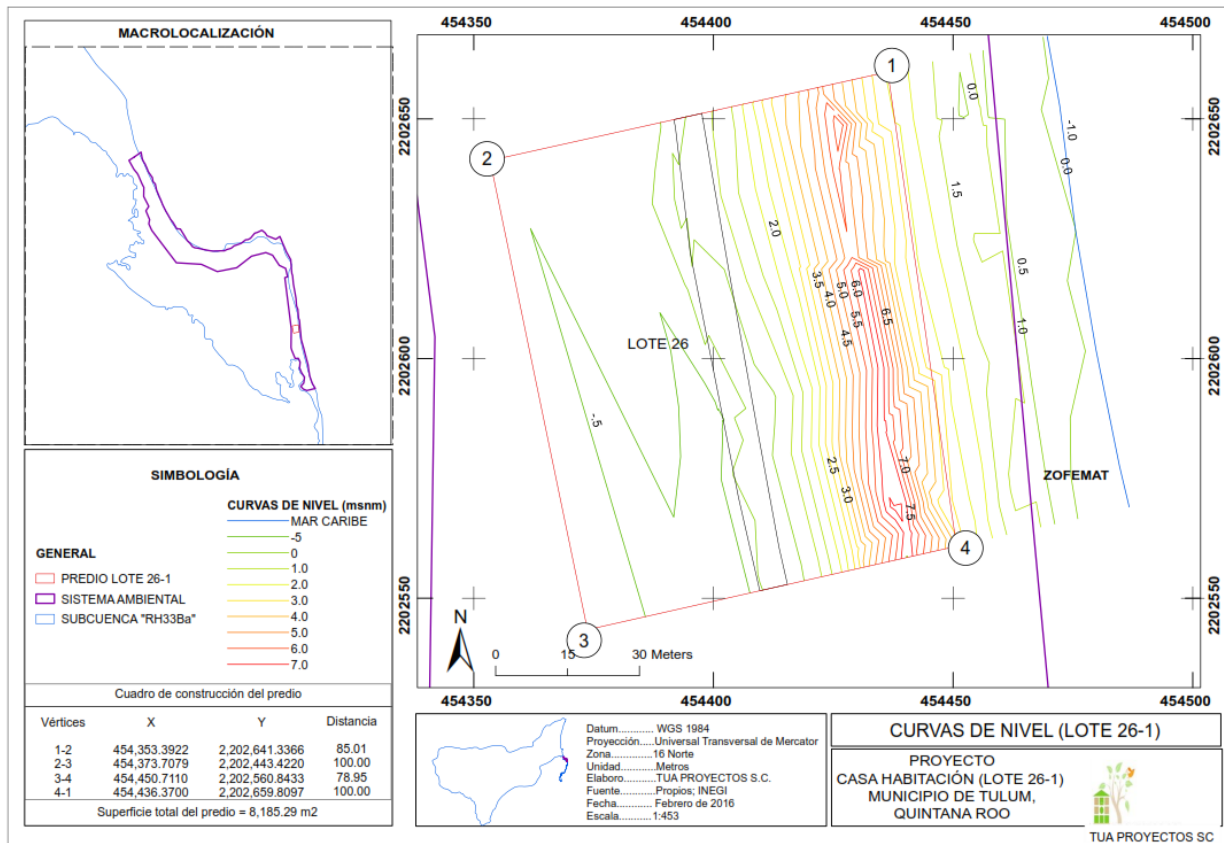 MACROLOCALIZACIÓN
454350
454400
454450
454500
2202650
2202600
2202550
2202650
2202600
2202550
1
2
3
4
LOTE 26
ZOFEMAT
-.5
2.0
3.5
4.0
4.5
5.0
5.5
6.0
6.5
2.5
3.0
7.0
7.5
1.5
0.0
-1.0
0.0
0.5
1.0
N
0 15 30 Meters
454350
454400
454450
454500
SIMBOLOGÍA
CURVAS DE NIVEL (msnm)
MAR CARIBE
-5
0
1.0
2.0
3.0
4.0
5.0
6.0
7.0
GENERAL
PREDIO LOTE 26-1
SISTEMA AMBIENTAL
SUBCUENCA "RH33Ba"
Cuadro de construcción del predio
Vértices X Y Distancia
1-2 454,353.3922 2,202,641.3366 85.01
2-3 454,373.7079 2,202,443.4220 100.00
3-4 454,450.7110 2,202,560.8433 78.95
4-1 454,436.3700 2,202,659.8097 100.00
Superficie total del predio = 8,185.29 m2
Datum........ WGS 1984
Proyección.....Universal Transversal de Mercator
Zona.............16 Norte
Unidad..........Metros
Elaboro..........TUA PROYECTOS S.C.
Fuente..........Propios; INEGI
Fecha.......... Febrero de 2016
Escala..........1:453
CURVAS DE NIVEL (LOTE 26-1)
PROYECTO
CASA HABITACIÓN (LOTE 26-1)
MUNICIPIO DE TULUM,
QUINTANA ROO
TUA PROYECTOS SC